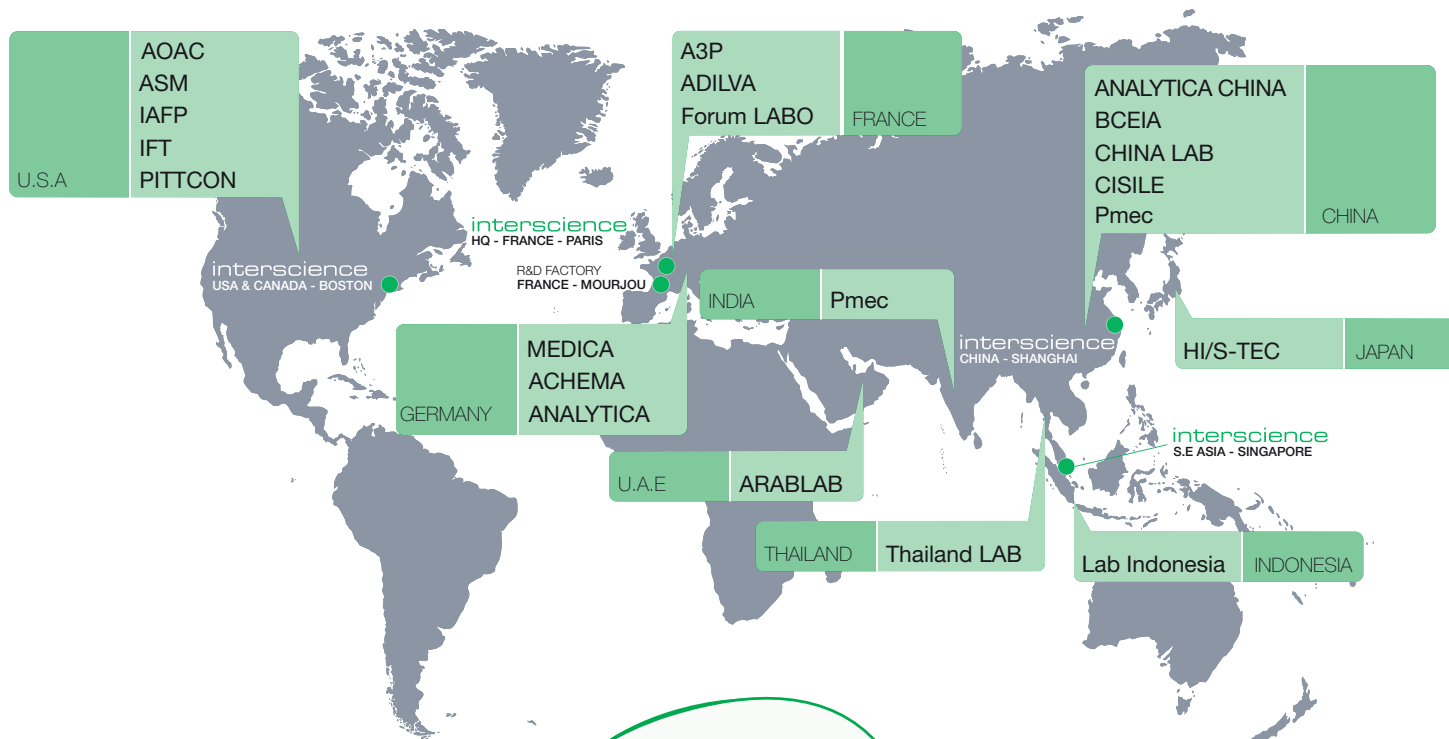 U.S.A
AOAC
ASM
IAFP
IFT
PITTCON
A3P
ADILVA
Forum LABO
FRANCE
ANALYTICA CHINA
BCEIA
CHINA LAB
CISILE
Pmec
CHINA
interscience
HQ - FRANCE - PARIS
interscience
USA & CANADA - BOSTON
R&D FACTORY
FRANCE - MOURJOU
INDIA
Pmec
interscience
CHINA - SHANGHAI
HI/S-TEC
JAPAN
GERMANY
MEDICA
ACHEMA
ANALYTICA
interscience
S.E ASIA - SINGAPORE
U.A.E
ARABLAB
THAILAND
Thailand LAB
Lab Indonesia
INDONESIA